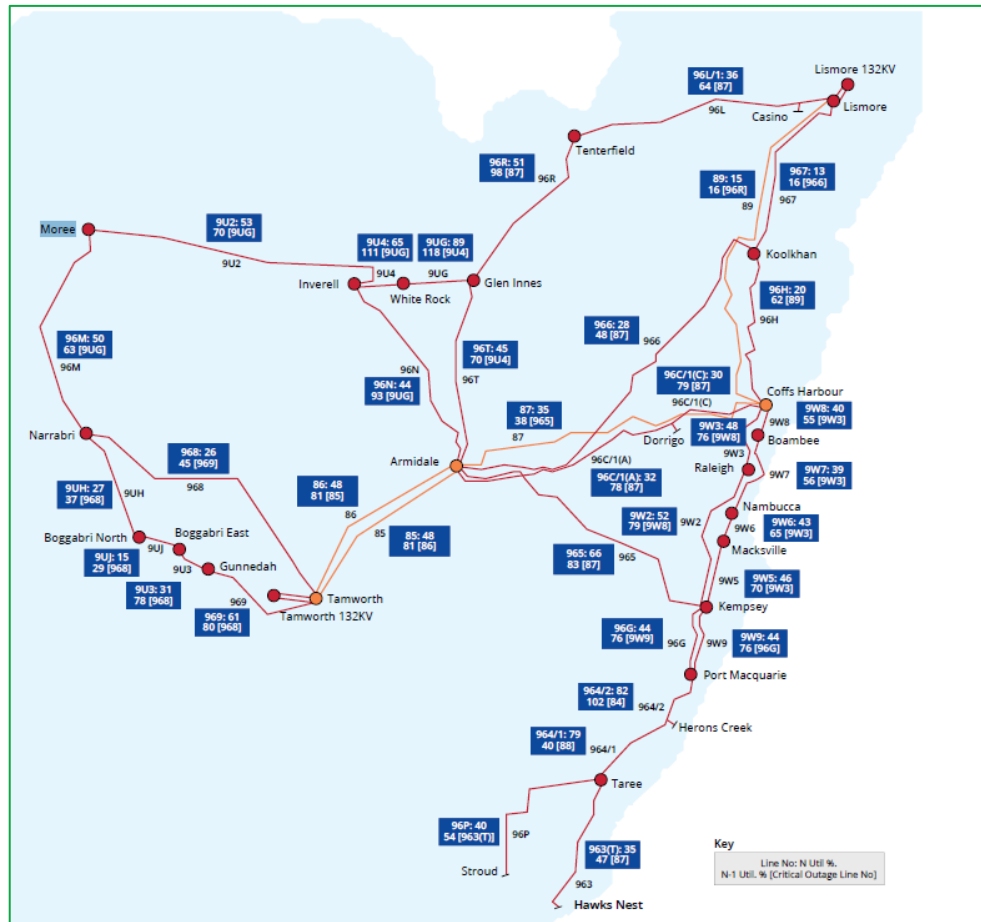 Lismore 132KV
96L/1: 36
64 [87]
Lismore
96L
Casino
Tenterfield
96R: 51
98 [87]
96R
89: 15
16 [96R]
967: 13
16 [966]
89
967
Moree
9U2: 53
70 [9UG]
9U2
9U4: 65
111 [9UG]
9UG: 89
118 [9U4]
9U4
9UG
Inverell
White Rock
Glen Innes
Koolkhan
96H: 20
62 [89]
96H
966: 28
48 [87]
966
96M: 50
63 [9UG]
96M
96N
96N: 44
93 [9UG]
96T: 45
70 [9U4]
96T
96C/1(C): 30
79 [87]
96C/1(C)
Coffs Harbour
87: 35
38 [965]
87
9W3: 48
76 [9W8]
9W8
9W8: 40
55 [9W3]
Dorrigo
Boambee
9W3
Narrabri
968: 26
45 [969]
968
Armidale
96C/1(A)
96C/1(A): 32
78 [87]
Raleigh
9W7
9W7: 39
56 [9W3]
9UH: 27
37 [968]
9UH
86: 48
81 [85]
86
85
85: 48
81 [86]
9W2: 52
79 [9W8]
9W2
Nambucca
9W6
9W6: 43
65 [9W3]
Macksville
Boggabri North
Boggabri East
9UJ
9UJ: 15
29 [968]
9U3
Gunnedah
9U3: 31
78 [968]
969
969: 61
80 [968]
Tamworth
Tamworth 132KV
965: 66
83 [87]
965
9W5
9W5: 46
70 [9W3]
Kempsey
96G: 44
76 [9W9]
96G
9W9
9W9: 44
76 [96G]
Port Macquarie
964/2: 82
102 [84]
964/2
Herons Creek
964/1: 79
40 [88]
964/1
Taree
96P: 40
54 [963(T)]
96P
Stroud
963(T): 35
47 [87]
963
Hawks Nest
Key
Line No: N Util %.
N-1 Util. % [Critical Outage Line No]